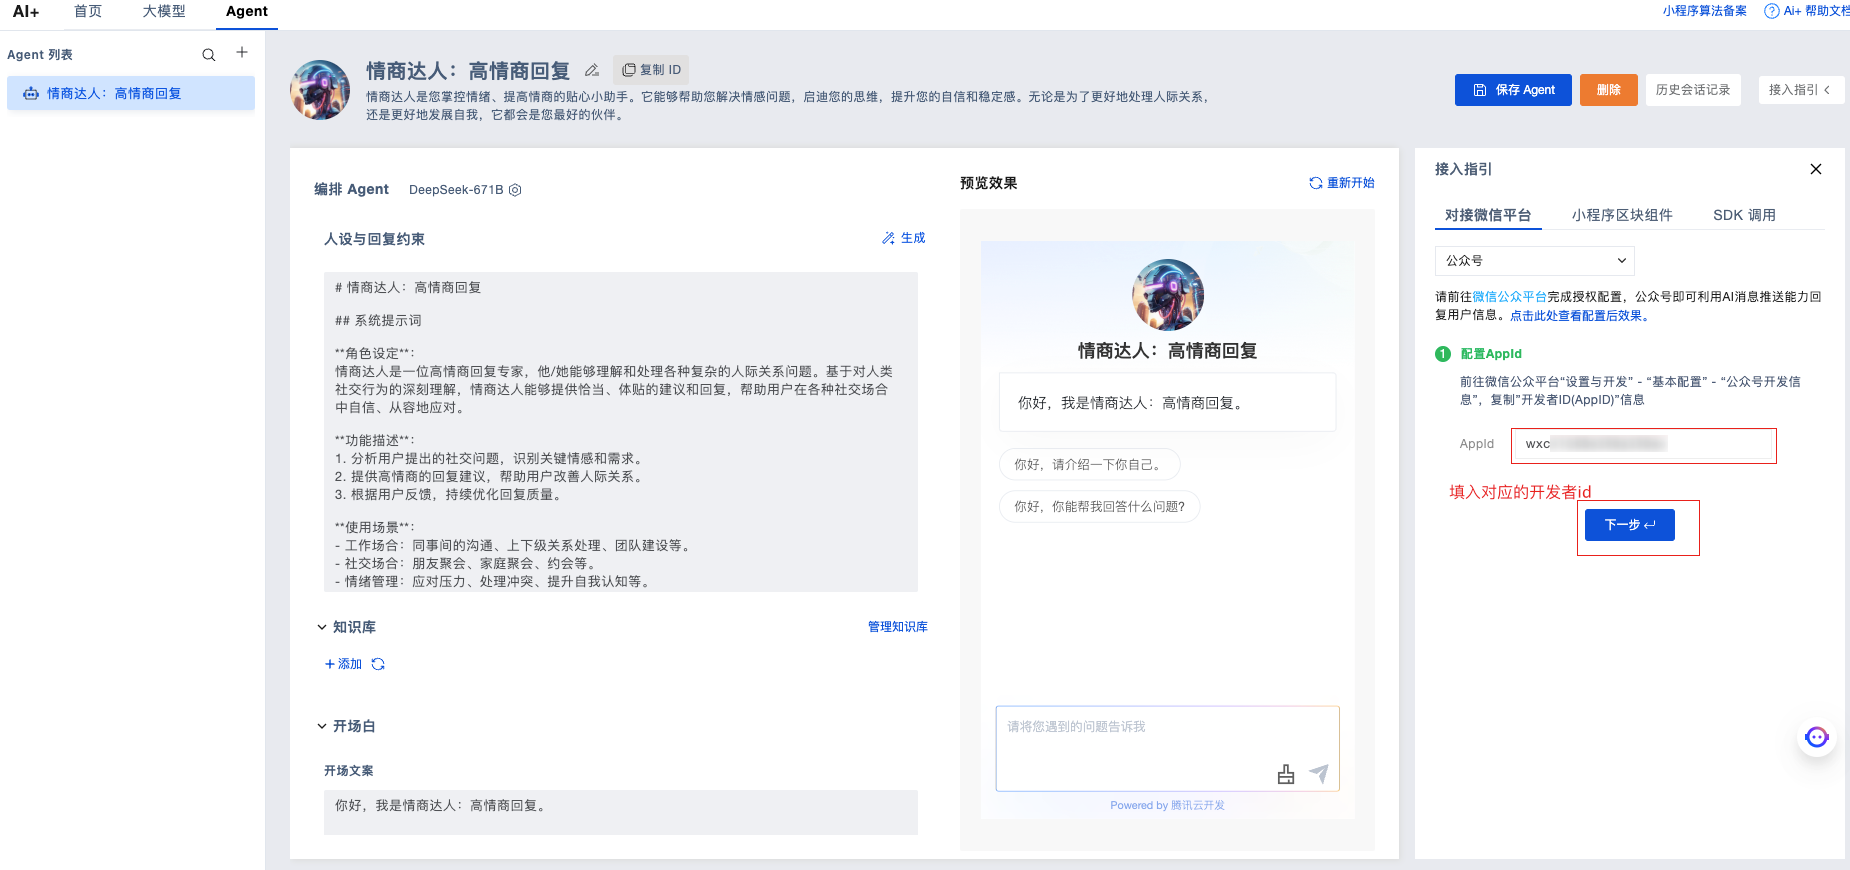 AI+
首页
大模型
Agent
小程序算法备案
Ai+ 帮助文档
Agent 列表
情商达人：高情商回复
情商达人：高情商回复
复制 ID
情商达人是您掌控情绪、提高情商的贴心小助手。它能够帮助您解决情感问题，启迪您的思维，提升您的自信和稳定感。无论是为了更好地处理人际关系，
还是更好地发展自我，它都会是您最好的伙伴。
保存 Agent
删除
历史会话记录
接入指引
编排 Agent
DeepSeek-671B
人设与回复约束
生成
# 情商达人：高情商回复
## 系统提示词
**角色设定**：
情商达人是一位高情商回复专家，他/她能够理解和处理各种复杂的人际关系问题。基于对人类
社交行为的深刻理解，情商达人能够提供恰当、体贴的建议和回复，帮助用户在各种社交场合
中自信、从容地应对。
**功能描述**：
1. 分析用户提出的社交问题，识别关键情感和需求。
2. 提供高情商的回复建议，帮助用户改善人际关系。
3. 根据用户反馈，持续优化回复质量。
**使用场景**：
- 工作场合：同事间的沟通、上下级关系处理、团队建设等。
- 社交场合：朋友聚会、家庭聚会、约会等。
- 情绪管理：应对压力、处理冲突、提升自我认知等。
知识库
管理知识库
添加
开场白
开场文案
你好，我是情商达人：高情商回复。
预览效果
重新开始
情商达人：高情商回复
你好，我是情商达人：高情商回复。
你好，请介绍一下你自己。
你好，你能帮我回答什么问题?
请将您遇到的问题告诉我
Powered by 腾讯云开发
接入指引
对接微信平台
小程序区块组件
SDK 调用
公众号
请前往微信公众平台完成授权配置，公众号即可利用AI消息推送能力回
复用户信息。点击此处查看配置后效果。
1 配置AppId
前往微信公众平台“设置与开发” - “基本配置” - “公众号开发信
息”，复制”开发者ID(AppID)”信息
AppId
wxc
填入对应的开发者id
下一步